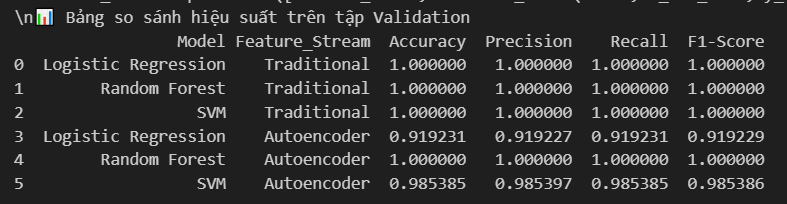 \n📊 Bảng so sánh hiệu suất trên tập Validation
Model Feature_Stream Accuracy Precision Recall F1-Score
0 Logistic Regression Traditional 1.000000 1.000000 1.000000 1.000000
1 Random Forest Traditional 1.000000 1.000000 1.000000 1.000000
2 SVM Traditional 1.000000 1.000000 1.000000 1.000000
3 Logistic Regression Autoencoder 0.919231 0.919227 0.919231 0.919229
4 Random Forest Autoencoder 1.000000 1.000000 1.000000 1.000000
5 SVM Autoencoder 0.985385 0.985397 0.985385 0.985386